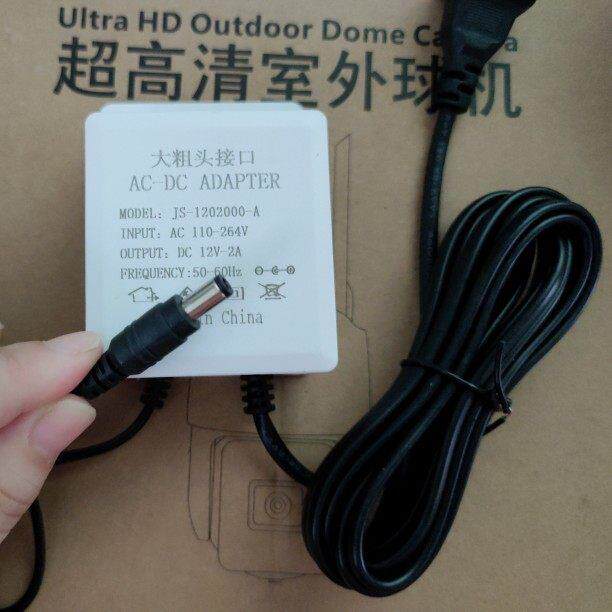 Ultra HD Outdoor Dome
超高清室外球机
大粗头接口
AC-DC ADAPTER
MODEL: JS-1202000-A
INPUT: AC 110-264V
OUTPUT: DC 12V-2A
FREQUENCY:50-60Hz
China